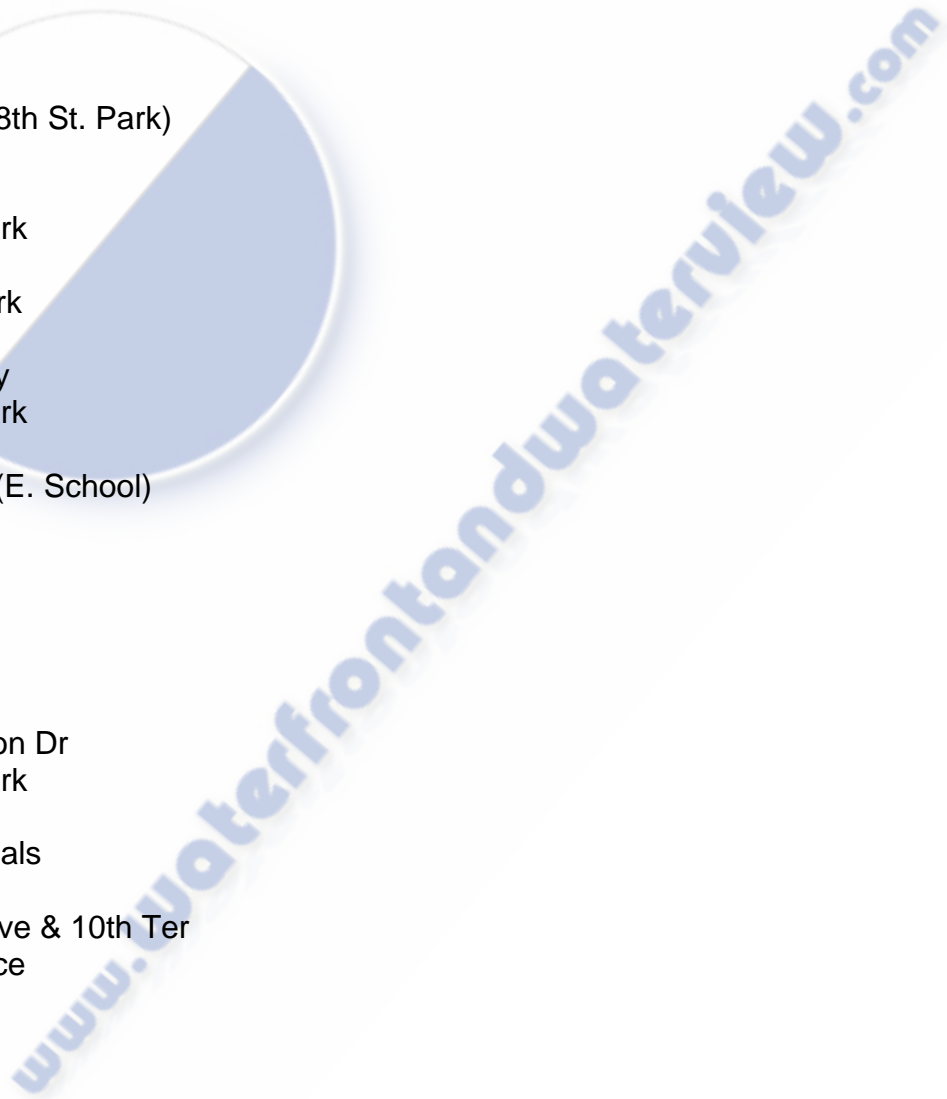 8th St. Park)
rk
rk
y
rk
(E. School)
on Dr
rk
als
ve & 10th Ter
ce
www.waterfrontandwaterview.com